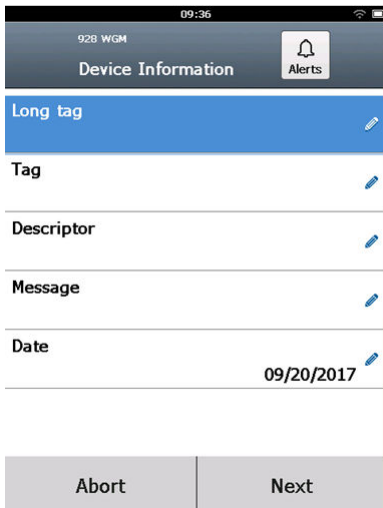 09:36
928 WGM
Device Information
Alerts
Long tag
Tag
Descriptor
Message
Date
09/20/2017
Abort
Next